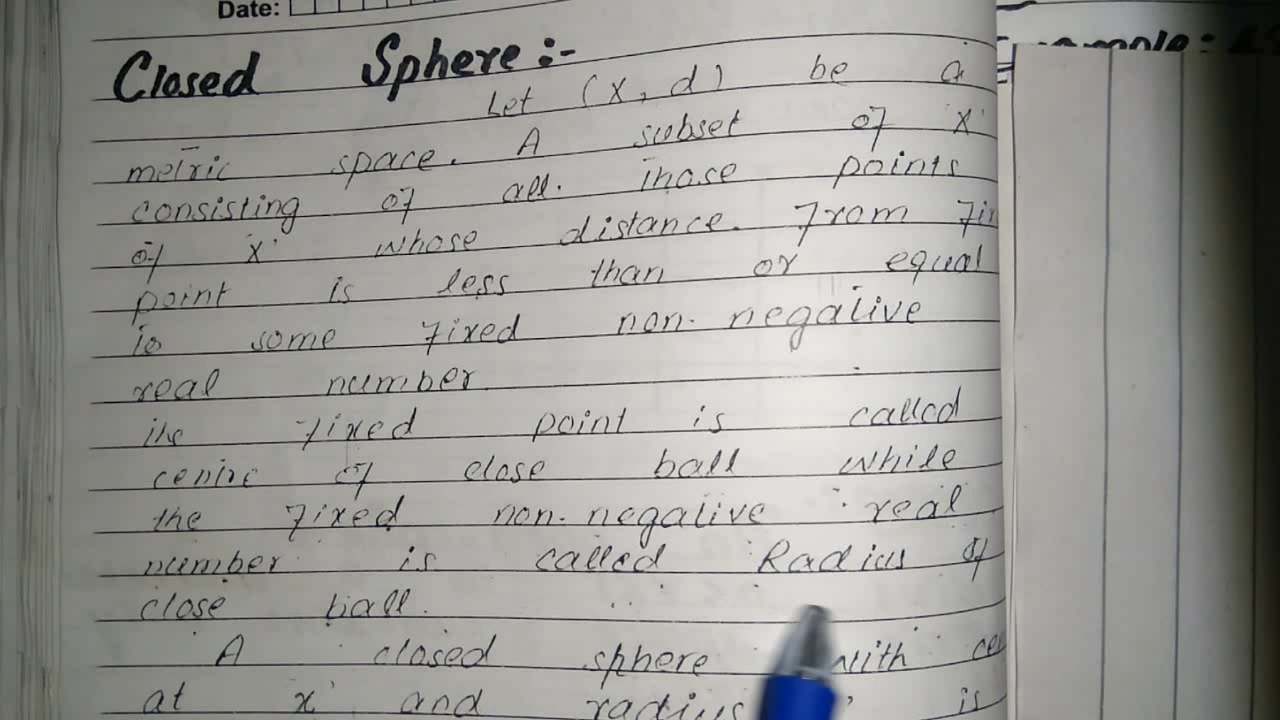 Date:
Closed Sphere :-
Let (X, d) be a
metric space. A subset of X'
consisting of all. those points
of X' whose distance. from
point is less than or equal
to some fixed non-negative
real number.
the fixed point is called
centre of close ball while
the fixed non-negative real
number is called Radius of
close ball.
A closed sphere with
at x' and radius is